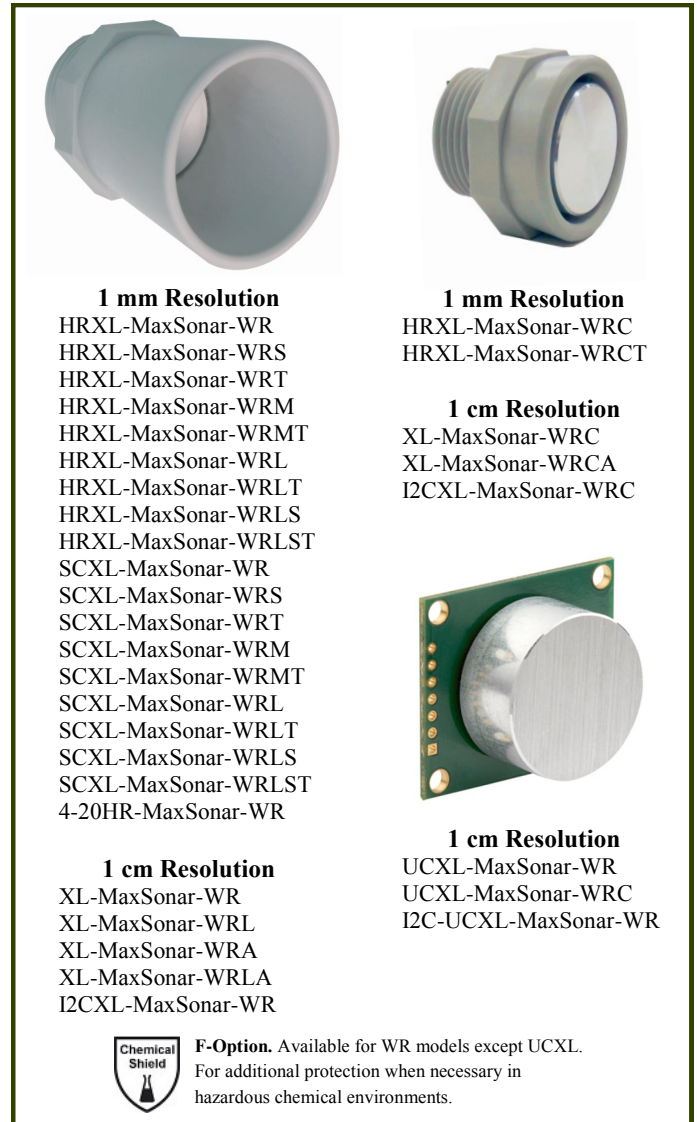 1 mm Resolution
HRXL-MaxSonar-WR
HRXL-MaxSonar-WRS
HRXL-MaxSonar-WRT
HRXL-MaxSonar-WRM
HRXL-MaxSonar-WRMT
HRXL-MaxSonar-WRL
HRXL-MaxSonar-WRLT
HRXL-MaxSonar-WRLS
HRXL-MaxSonar-WRLST
SCXL-MaxSonar-WR
SCXL-MaxSonar-WRS
SCXL-MaxSonar-WRT
SCXL-MaxSonar-WRM
SCXL-MaxSonar-WRMT
SCXL-MaxSonar-WRL
SCXL-MaxSonar-WRLT
SCXL-MaxSonar-WRLS
SCXL-MaxSonar-WRLST
4-20HR-MaxSonar-WR
1 cm Resolution
XL-MaxSonar-WR
XL-MaxSonar-WRL
XL-MaxSonar-WRA
XL-MaxSonar-WRLA
I2CXL-MaxSonar-WR
1 mm Resolution
HRXL-MaxSonar-WRC
HRXL-MaxSonar-WRCT
1 cm Resolution
XL-MaxSonar-WRC
XL-MaxSonar-WRCA
I2CXL-MaxSonar-WRC
1 cm Resolution
UCXL-MaxSonar-WR
UCXL-MaxSonar-WRC
I2C-UCXL-MaxSonar-WR
Chemical
Shield
F-Option. Available for WR models except UCXL.
For additional protection when necessary in
hazardous chemical environments.